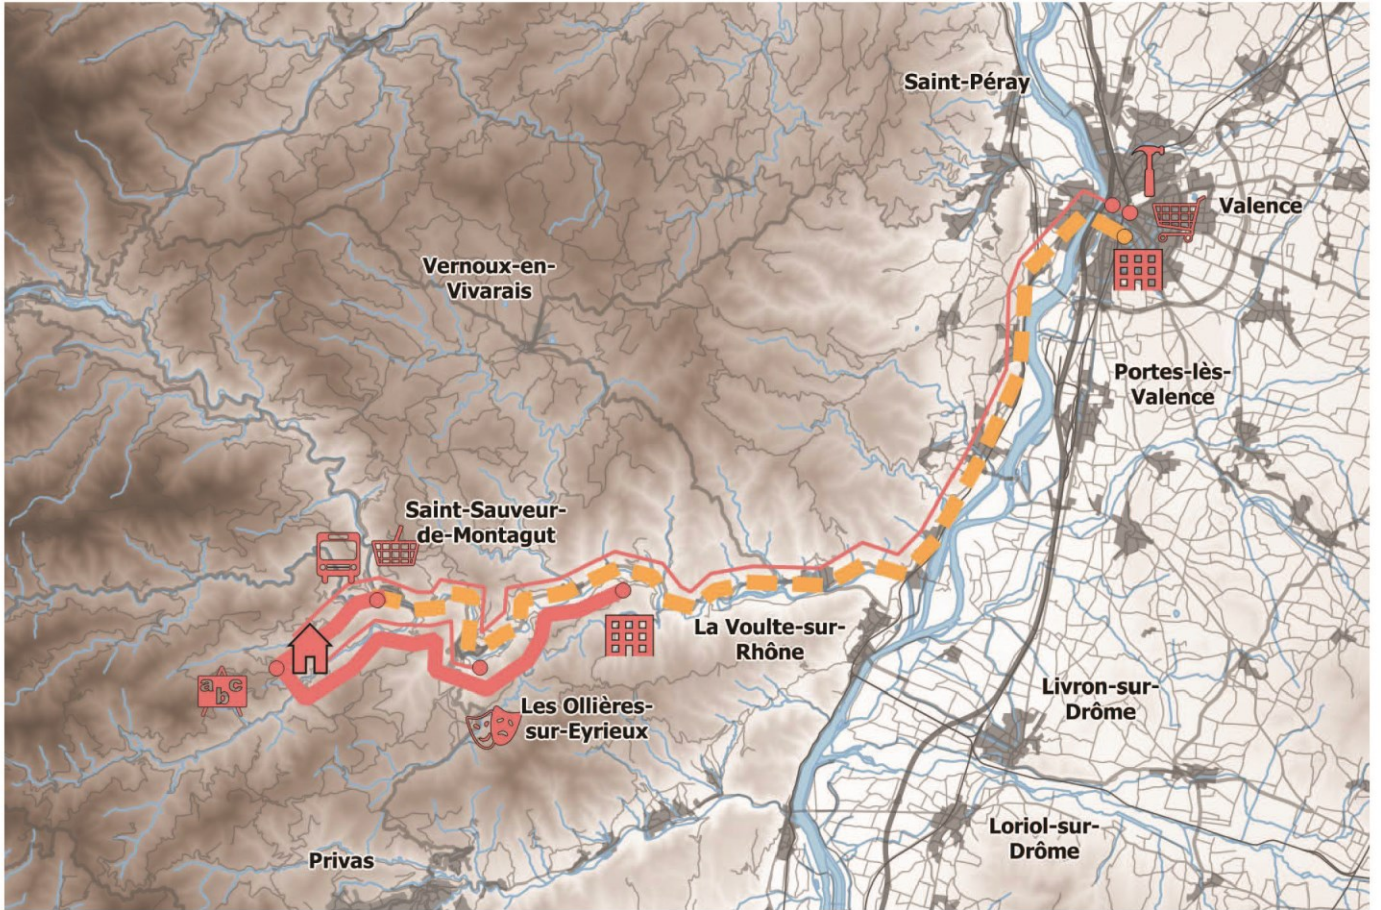 Saint-Péray
Valence
Vernoux-en-
Vivarais
Portes-lès-
Valence
Saint-Sauveur-
de-Montagut
La Voulte-sur-
Rhône
a b c
Les Ollières-
sur-Eyrieux
Livron-sur-
Drôme
Loriol-sur-
Drôme
Privas